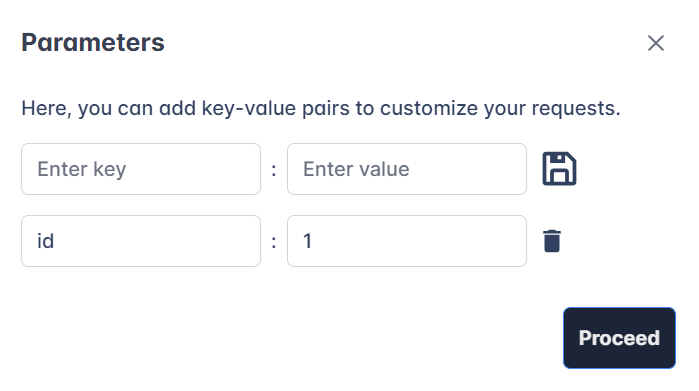 Parameters
Here, you can add key-value pairs to customize your requests.
Enter key : Enter value
id : 1
Proceed